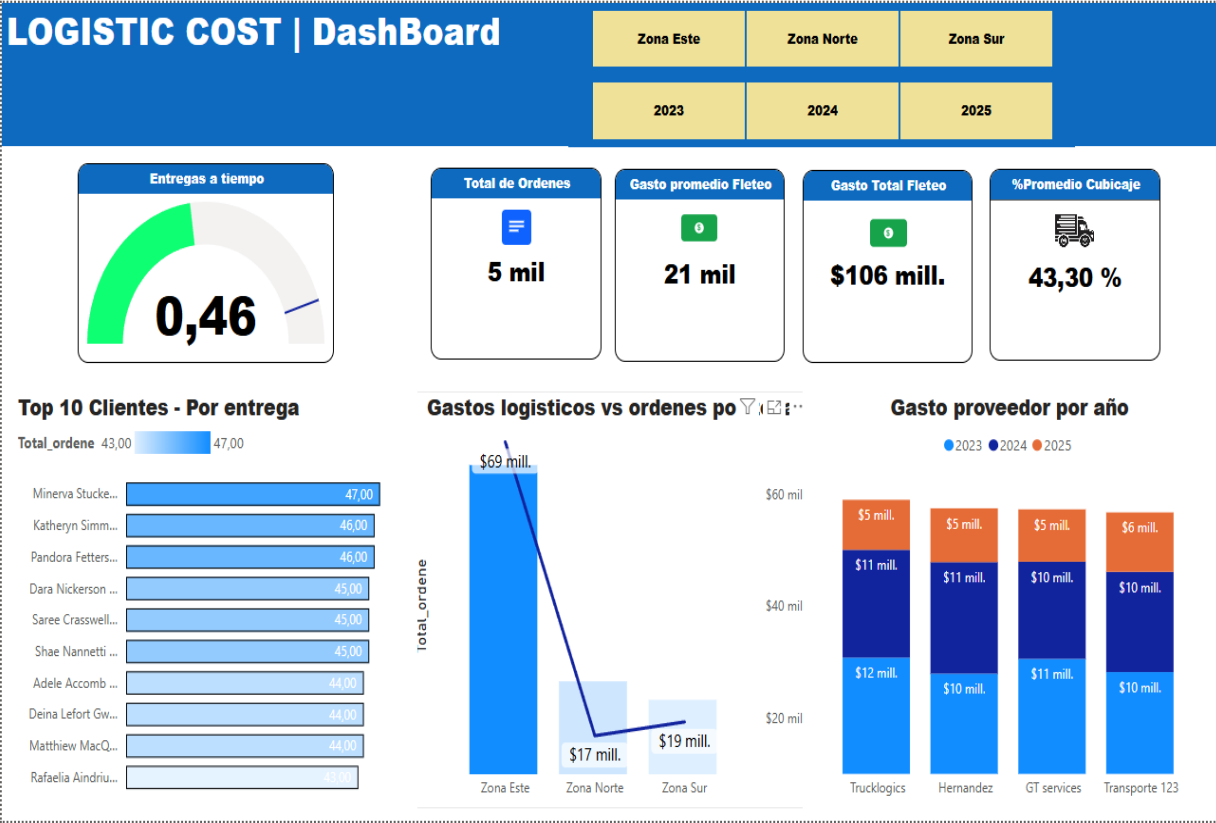 LOGISTIC COST | DashBoard
Zona Este
Zona Norte
Zona Sur
2023
2024
2025
Entregas a tiempo
0,46
Total de Ordenes
5 mil
Gasto promedio Fleteo
21 mil
Gasto Total Fleteo
$106 mill.
%Promedio Cubicaje
43,30 %
Top 10 Clientes - Por entrega
Total_ordene 43,00 47,00
Minerva Stucke... 47,00
Katheryn Simm... 46,00
Pandora Fetters... 46,00
Dara Nickerson ... 45,00
Saree Crasswell... 45,00
Shae Nannetti ... 45,00
Adele Accomb ... 44,00
Deina Lefort Gw... 44,00
Matthiew MacQ... 44,00
Rafaelia Aindriu... 43,00
Gastos logisticos vs ordenes po
Total_ordene
$69 mill.
$17 mill.
$19 mill.
$60 mil
$40 mil
$20 mil
Zona Este
Zona Norte
Zona Sur
Gasto proveedor por año
2023 2024 2025
$5 mill.
$11 mill.
$12 mill.
$5 mill.
$11 mill.
$10 mill.
$5 mill.
$10 mill.
$11 mill.
$6 mill.
$10 mill.
$10 mill.
Trucklogics
Hernandez
GT services
Transporte 123